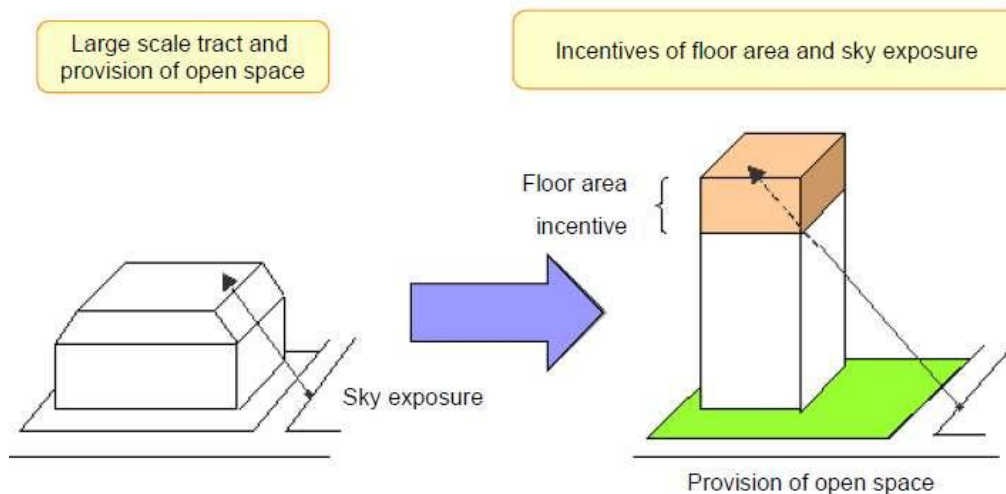 Large scale tract and
provision of open space
Incentives of floor area and sky exposure
Floor area
incentive
Sky exposure
Provision of open space